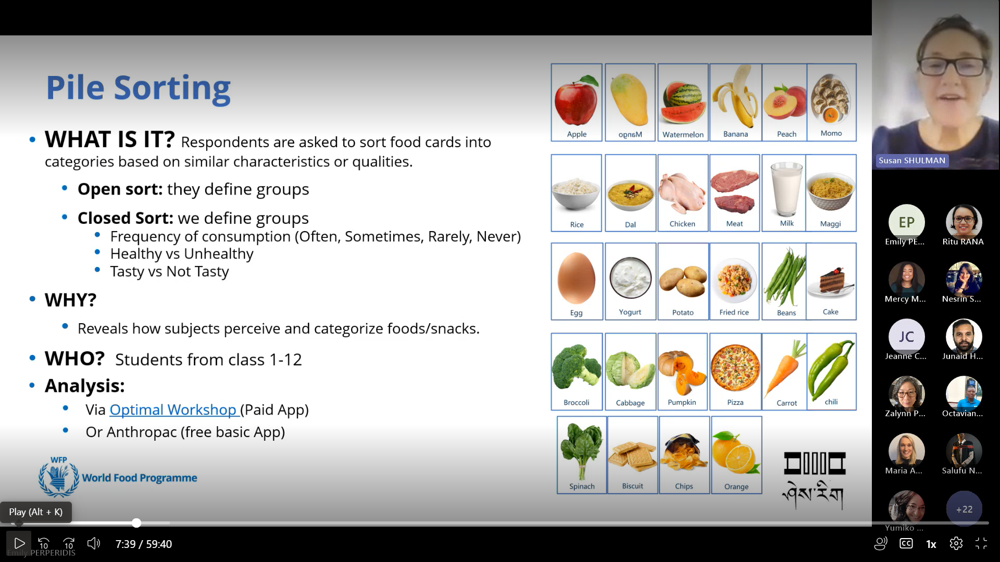 Pile Sorting
WHAT IS IT? Respondents are asked to sort food cards into
categories based on similar characteristics or qualities.
Open sort: they define groups
Closed Sort: we define groups
Frequency of consumption (Often, Sometimes, Rarely, Never)
Healthy vs Unhealthy
Tasty vs Not Tasty
WHY?
Reveals how subjects perceive and categorize foods/snacks.
WHO? Students from class 1-12
Analysis:
Via Optimal Workshop (Paid App)
Or Anthropac (free basic App)
WFP
World Food Programme
Apple Mango Watermelon Banana Peach Momo
Rice Dal Chicken Meat Milk Maggi
Egg Yogurt Potato Fried rice Beans Cake
Broccoli Cabbage Pumpkin Pizza Carrot chili
Spinach Biscuit Chips Orange
ཤེས་རིག
Susan SHULMAN
EP
Emily PE... Ritu RANA
Mercy M... Nesrin S...
JC
Jeanne C... Junaid H...
Zalynn P... Octavian...
Maria A... Salufu N...
+22
Yumiko ...
Play (Alt + K)
10 10 7:39 / 59:40
Emily PERPERIDIS
CC 1x